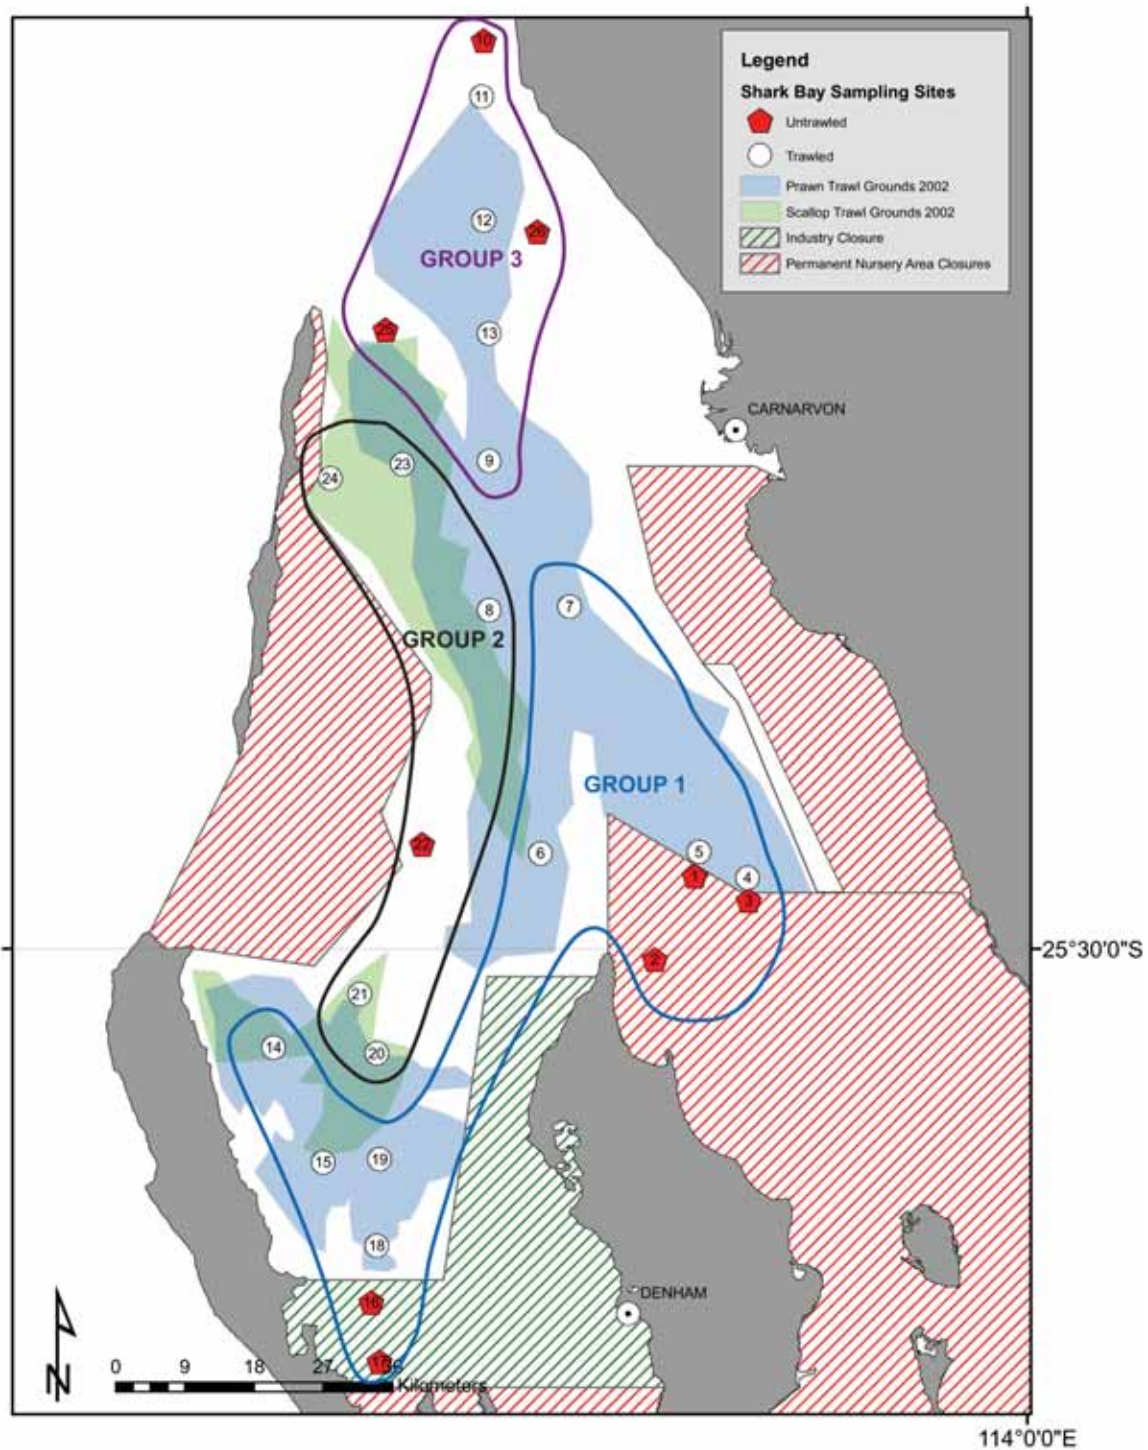 Legend
Shark Bay Sampling Sites
Untrawled
Trawled
Prawn Trawl Grounds 2002
Scallop Trawl Grounds 2002
Industry Closure
Permanent Nursery Area Closures
10
11
12
26
GROUP 3
25
13
CARNARVON
9
23
24
8
7
GROUP 2
GROUP 1
22
6
5
4
1
3
2
25°30'0"S
21
14
20
15
19
18
16
DENHAM
N
0 9 18 27 36
Kilometers
114°0'0"E